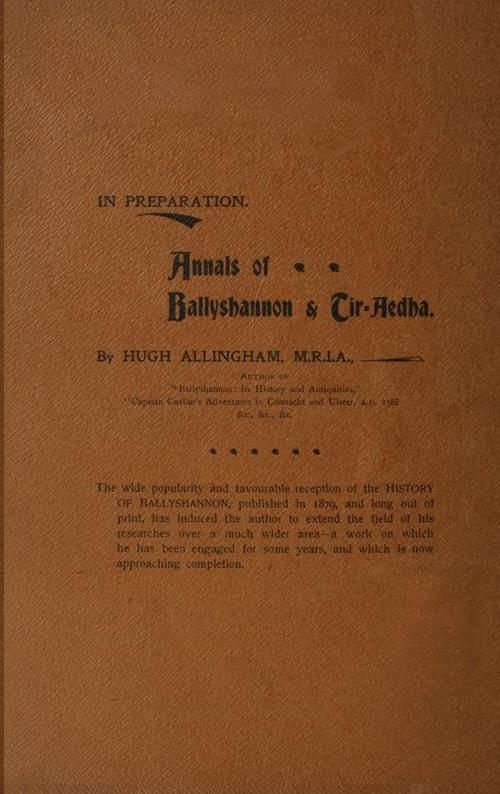 IN PREPARATION.
Annals of
Ballyshannon & Tir-Aedha.
By HUGH ALLINGHAM, M.R.I.A.,
AUTHOR OF
"Ballyshannon: its History and Antiquities,"
"Captain Cuellar's Adventures in Connacht and Ulster, A.D. 1588
&c., &c., &c.
The wide popularity and favourable reception of the HISTORY
OF BALLYSHANNON, published in 1879, and long out of
print, has induced the author to extend the field of his
researches over a much wider area—a work on which
he has been engaged for some years, and which is now
approaching completion.